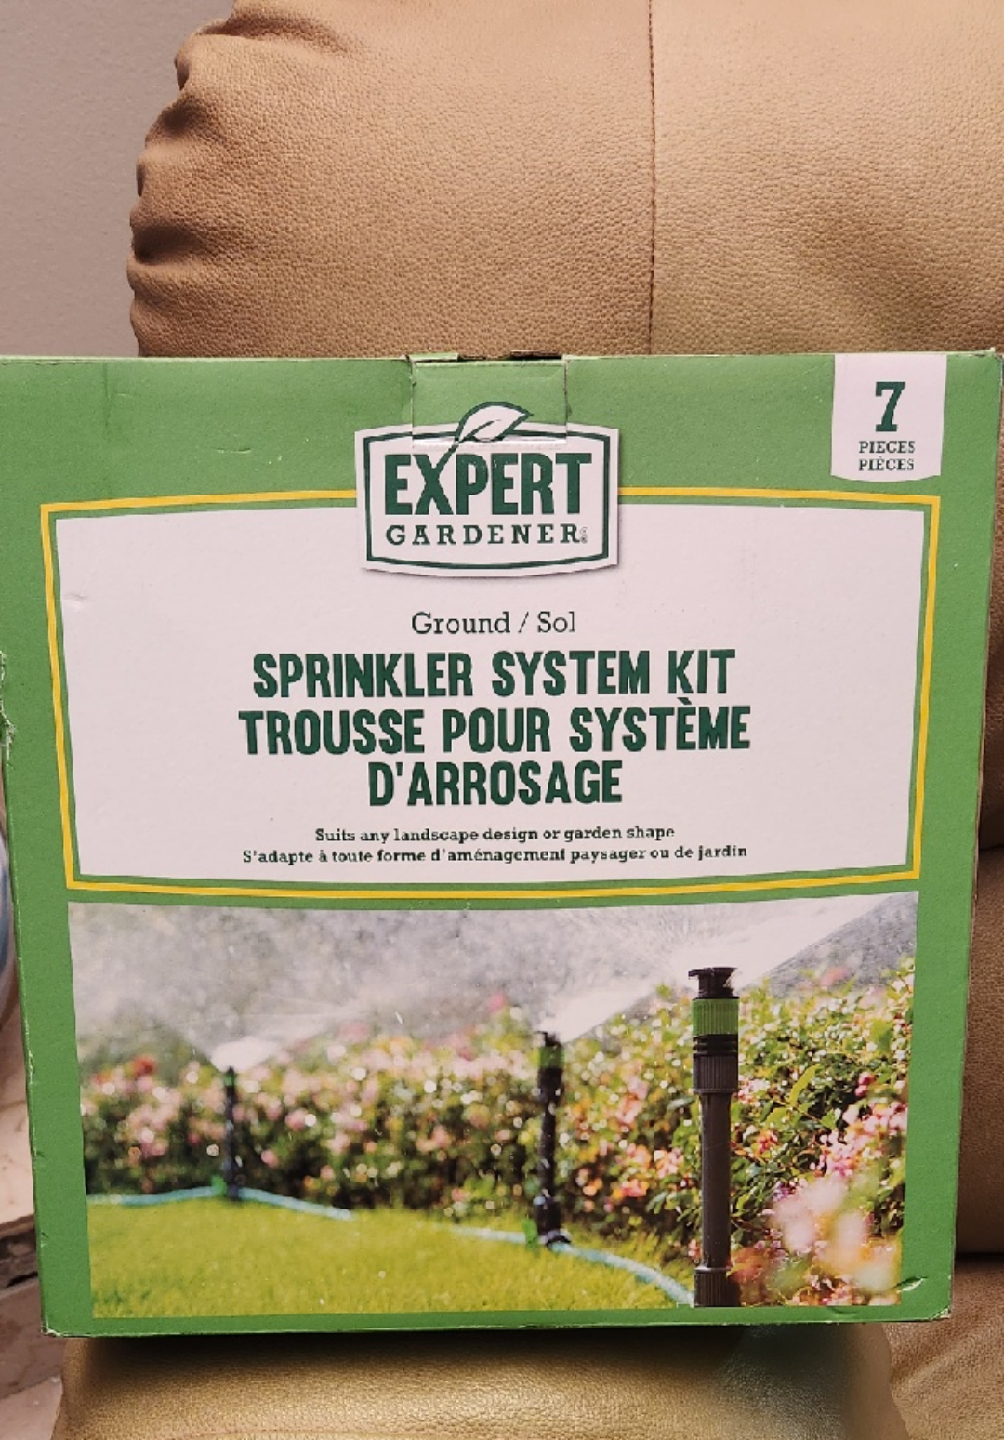 7
PIECES
PIÈCES
EXPERT
GARDENER
Ground / Sol
SPRINKLER SYSTEM KIT
TROUSSE POUR SYSTÈME
D'ARROSAGE
Suits any landscape design or garden shape
S'adapte à toute forme d'aménagement paysager ou de jardin